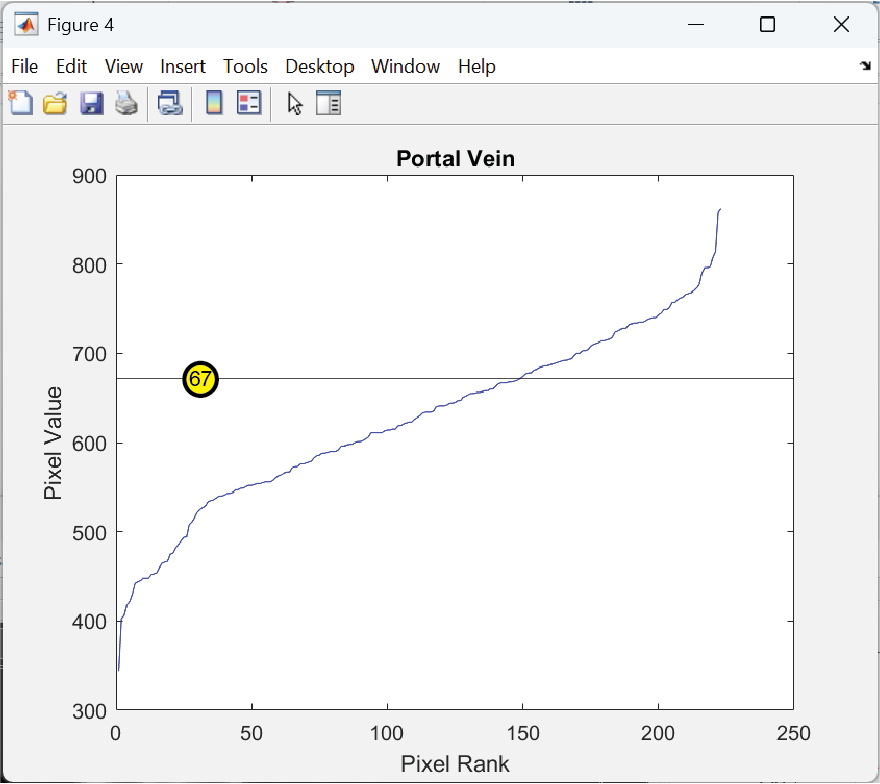 Figure 4
File Edit View Insert Tools Desktop Window Help
Portal Vein
900
800
700
67
600
500
400
300
Pixel Value
0 50 100 150 200 250
Pixel Rank